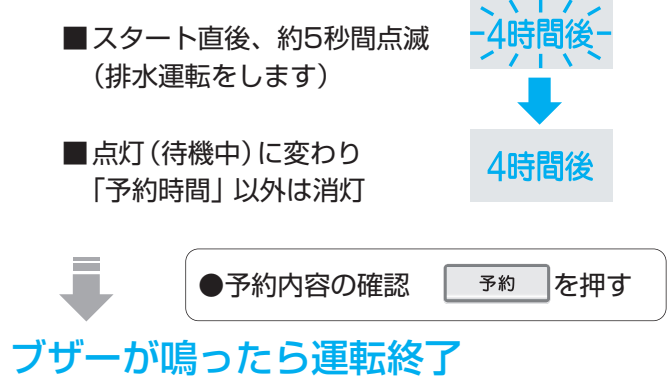 ■スタート直後、約5秒間点滅
（排水運転をします）
4時間後
■点灯（待機中）に変わり
「予約時間」以外は消灯
4時間後
●予約内容の確認 予約 を押す
ブザーが鳴ったら運転終了